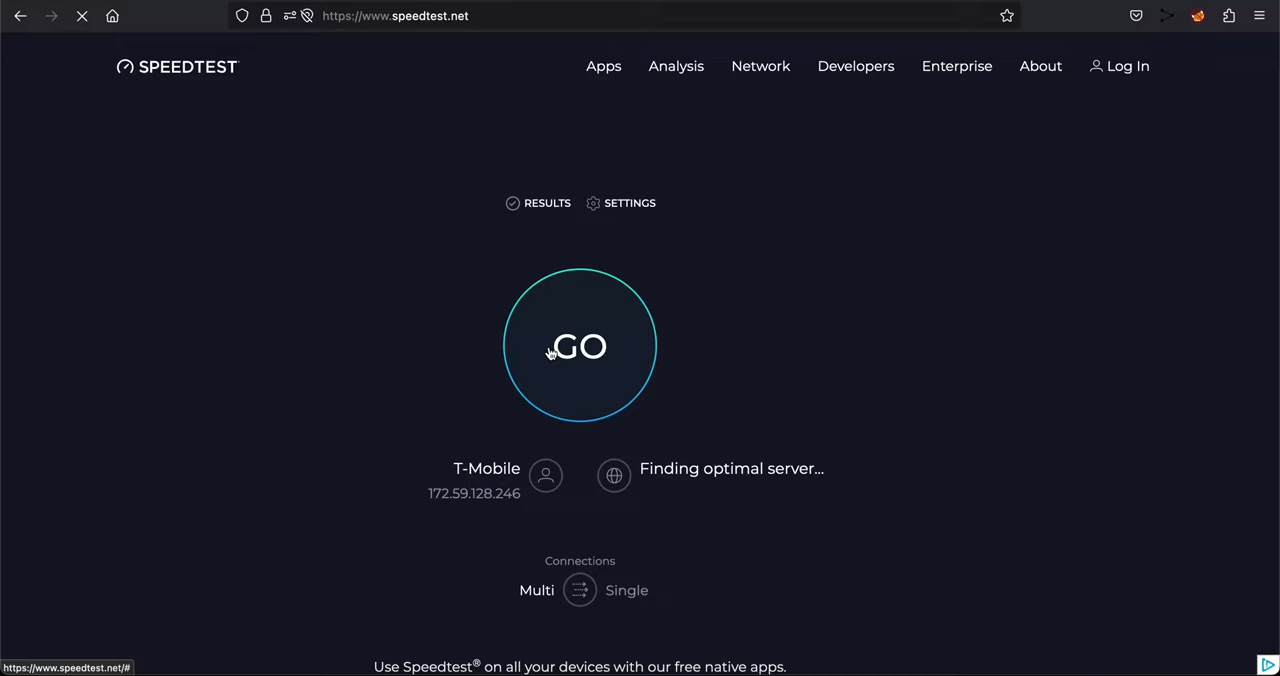 https://www.speedtest.net
SPEEDTEST
Apps Analysis Network Developers Enterprise About Log In
RESULTS SETTINGS
GO
T-Mobile Finding optimal server...
172.59.128.246
Connections
Multi Single
Use Speedtest® on all your devices with our free native apps.
https://www.speedtest.net/#